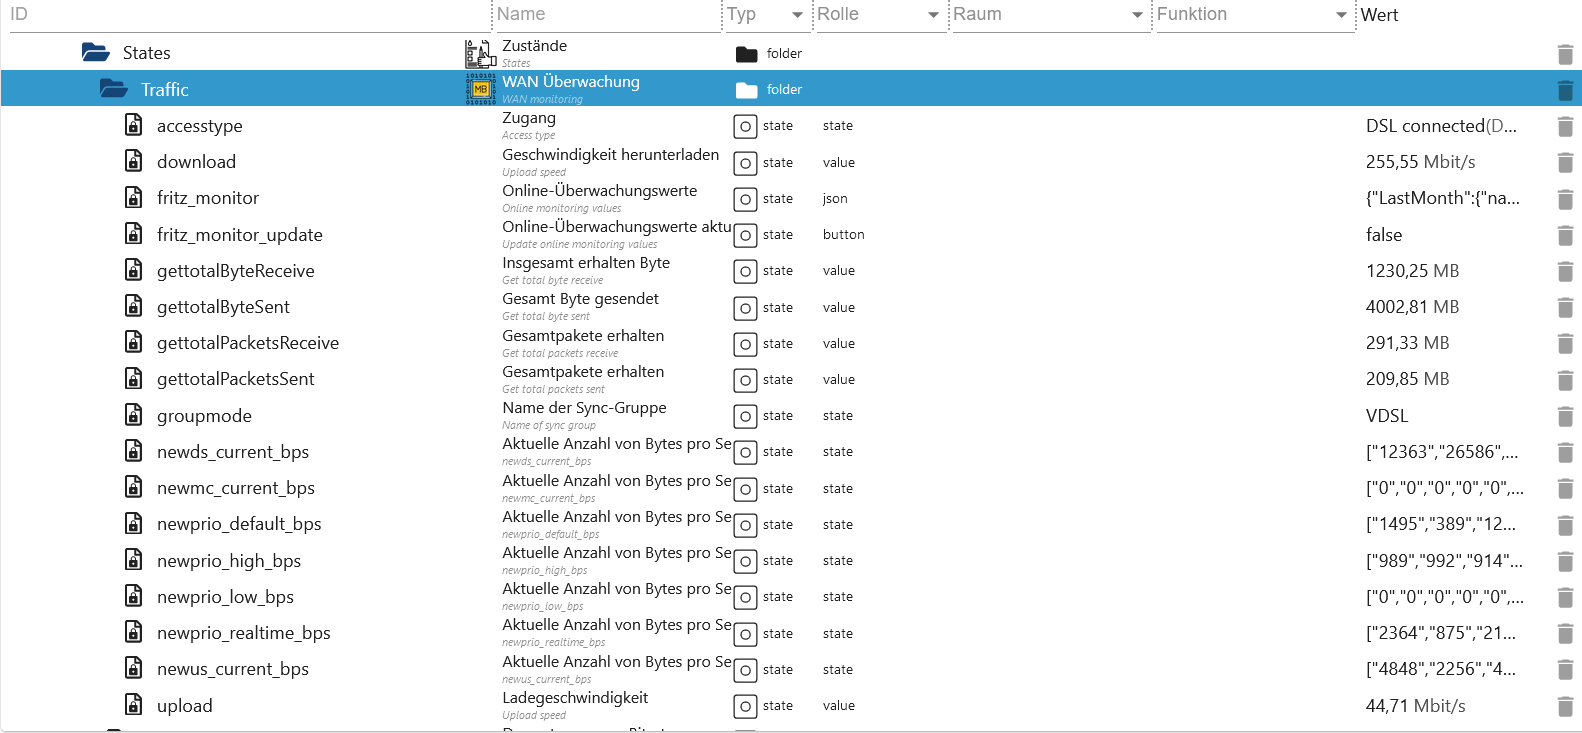 ID Name Typ Rolle Raum Funktion Wert
States Zustände folder
States
Traffic WAN Überwachung folder
WAN monitoring
accesstype Zugang state state DSL connected(D...
Access type
download Geschwindigkeit herunterladen state value 255,55 Mbit/s
Upload speed
fritz_monitor Online-Überwachungswerte state json {"LastMonth":{"na...
Online monitoring values
fritz_monitor_update Online-Überwachungswerte aktu state button false
Update online monitoring values
gettotalByteReceive Insgesamt erhalten Byte state value 1230,25 MB
Get total byte receive
gettotalByteSent Gesamt Byte gesendet state value 4002,81 MB
Get total byte sent
gettotalPacketsReceive Gesamtpakete erhalten state value 291,33 MB
Get total packets receive
gettotalPacketsSent Gesamtpakete erhalten state value 209,85 MB
Get total packets sent
groupmode Name der Sync-Gruppe state state VDSL
Name of sync group
newds_current_bps Aktuelle Anzahl von Bytes pro Se state state ["12363","26586",...
newds_current_bps
newmc_current_bps Aktuelle Anzahl von Bytes pro Se state state ["0","0","0","0","0",...
newmc_current_bps
newprio_default_bps Aktuelle Anzahl von Bytes pro Se state state ["1495","389","12...
newprio_default_bps
newprio_high_bps Aktuelle Anzahl von Bytes pro Se state state ["989","992","914"...
newprio_high_bps
newprio_low_bps Aktuelle Anzahl von Bytes pro Se state state ["0","0","0","0","0",...
newprio_low_bps
newprio_realtime_bps Aktuelle Anzahl von Bytes pro Se state state ["2364","875","21...
newprio_realtime_bps
newus_current_bps Aktuelle Anzahl von Bytes pro Se state state ["4848","2256","4...
newus_current_bps
upload Ladegeschwindigkeit state value 44,71 Mbit/s
Upload speed